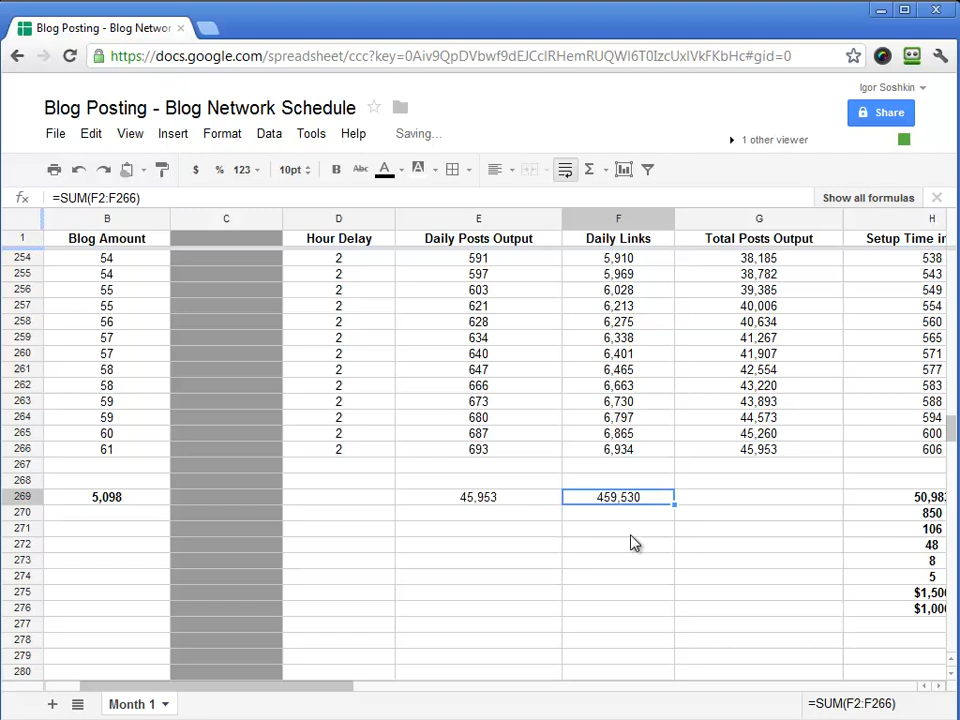 Blog Posting - Blog Networ
https://docs.google.com/spreadsheet/ccc?key=0Aiv9QpDVbwf9dEJCclRHemRUQWl6T0IzcUxlVkFKbHc#gid=0
Igor Soshkin
Blog Posting - Blog Network Schedule
Share
File Edit View Insert Format Data Tools Help Saving...
1 other viewer
$ % 123 10pt B Abc A A Σ
fx =SUM(F2:F266) Show all formulas
B C D E F G H
1 Blog Amount Hour Delay Daily Posts Output Daily Links Total Posts Output Setup Time in
254 54 2 591 5,910 38,185 538
255 54 2 597 5,969 38,782 543
256 55 2 603 6,028 39,385 549
257 55 2 621 6,213 40,006 554
258 56 2 628 6,275 40,634 560
259 57 2 634 6,338 41,267 565
260 57 2 640 6,401 41,907 571
261 58 2 647 6,465 42,554 577
262 58 2 666 6,663 43,220 583
263 59 2 673 6,730 43,893 588
264 59 2 680 6,797 44,573 594
265 60 2 687 6,865 45,260 600
266 61 2 693 6,934 45,953 606
267
268
269 5,098 45,953 459,530 50,983
270 850
271 106
272 48
273 8
274 5
275 $1,500
276 $1,000
277
278
279
280
+ Month 1 =SUM(F2:F266)